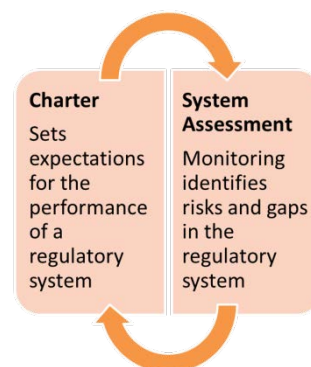 Charter
Sets
expectations
for the
performance
of a
regulatory
system
System
Assessment
Monitoring
identifies
risks and gaps
in the
regulatory
system